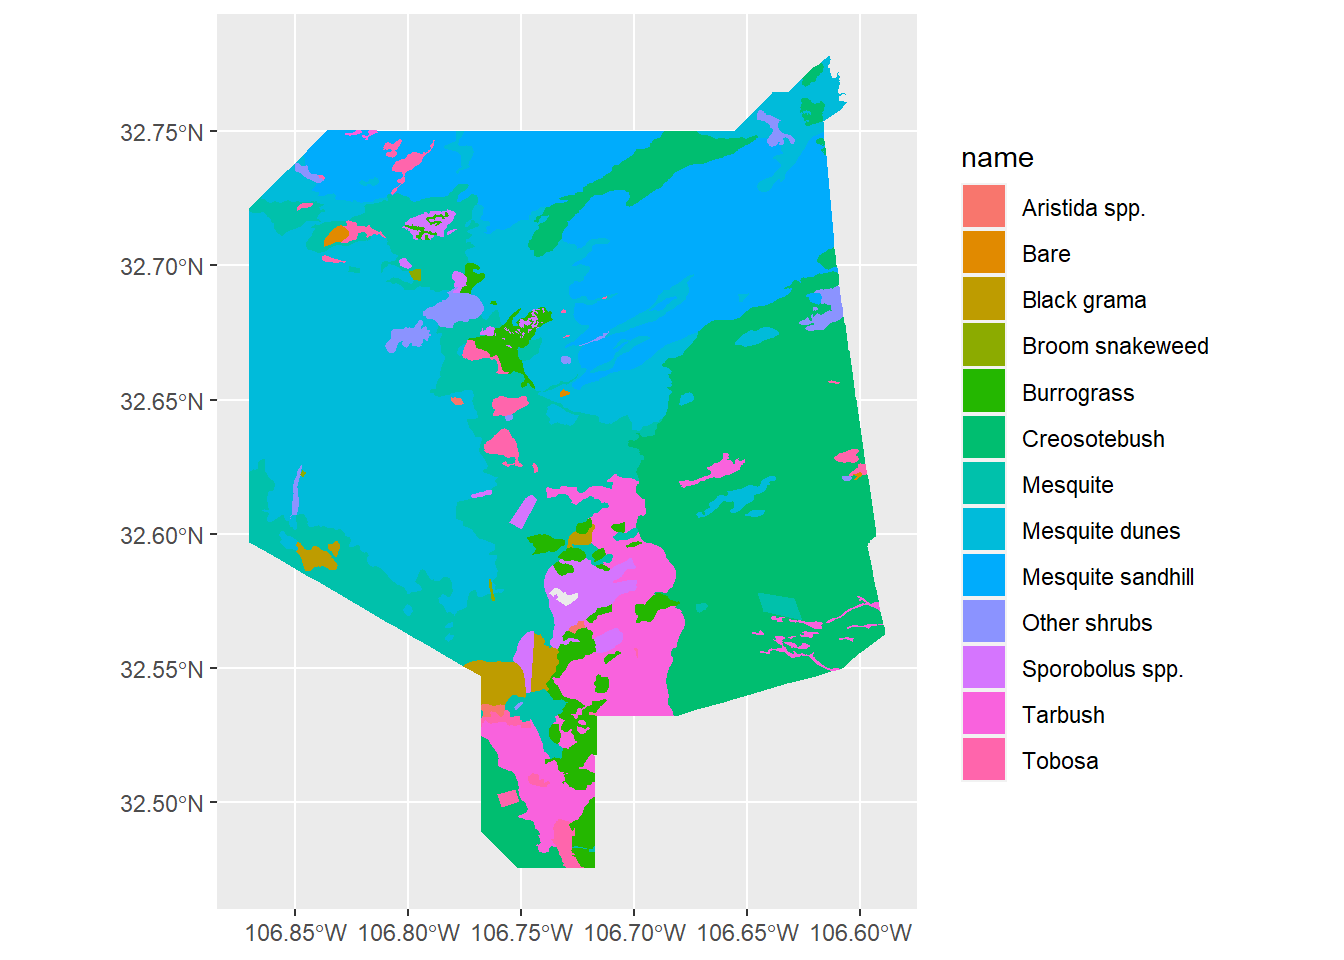 32.75°N
32.70°N
32.65°N
32.60°N
32.55°N
32.50°N
106.85°W 106.80°W 106.75°W 106.70°W 106.65°W 106.60°W
name
Aristida spp.
Bare
Black grama
Broom snakeweed
Burrograss
Creosotebush
Mesquite
Mesquite dunes
Mesquite sandhill
Other shrubs
Sporobolus spp.
Tarbush
Tobosa